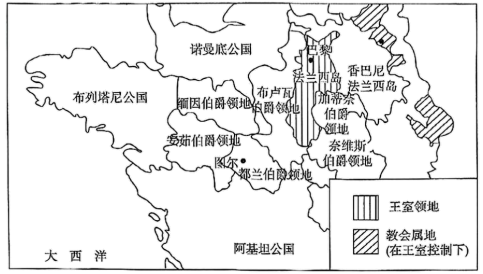 诺曼底公国
巴黎
法兰西岛
香巴尼
法兰西岛
布列塔尼公国
缅因伯爵领地
布卢瓦
伯爵领地
加蒂奈
伯爵
领地
安茹伯爵领地
奈维斯
伯爵领地
图尔
都兰伯爵领地
王室领地
教会属地
(在王室控制下)
大西洋
阿基坦公国